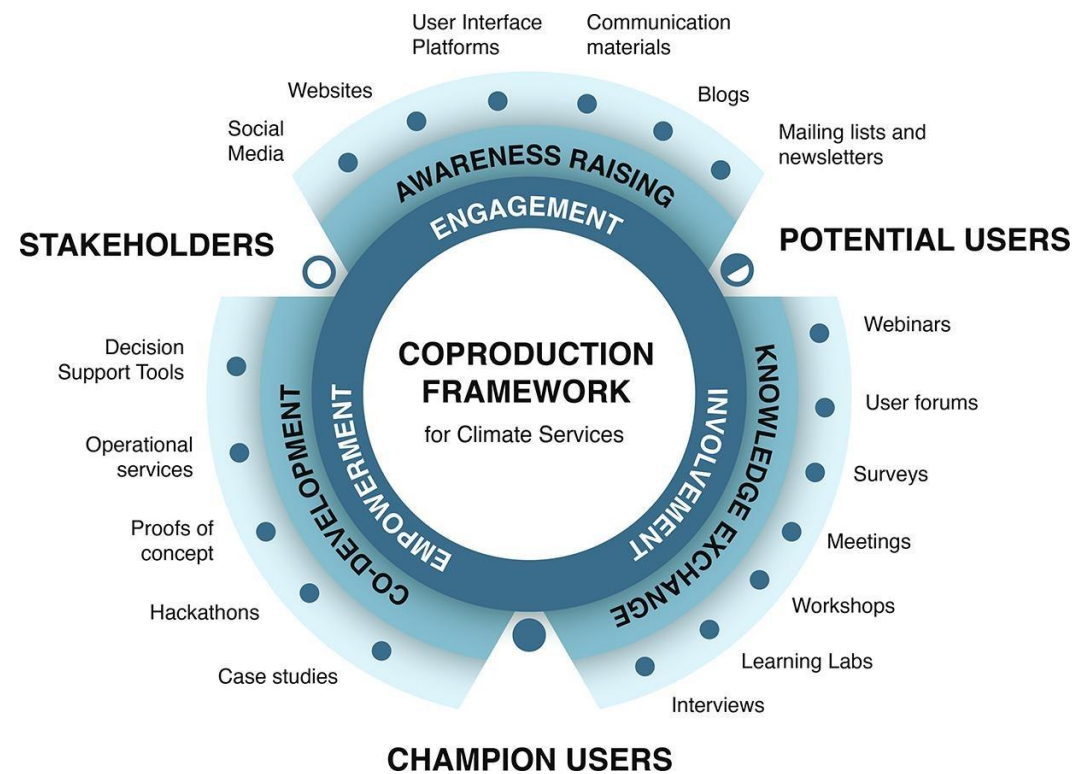 User Interface
Platforms
Communication
materials
Websites
Blogs
Social
Media
Mailing lists and
newsletters
AWARENESS RAISING
ENGAGEMENT
STAKEHOLDERS
POTENTIAL USERS
COPRODUCTION
FRAMEWORK
for Climate Services
KNOWLEDGE EXCHANGE
INVOLVEMENT
Webinars
User forums
Surveys
Meetings
Workshops
Learning Labs
Interviews
EMPOWERMENT
CO-DEVELOPMENT
Decision
Support Tools
Operational
services
Proofs of
concept
Hackathons
Case studies
CHAMPION USERS